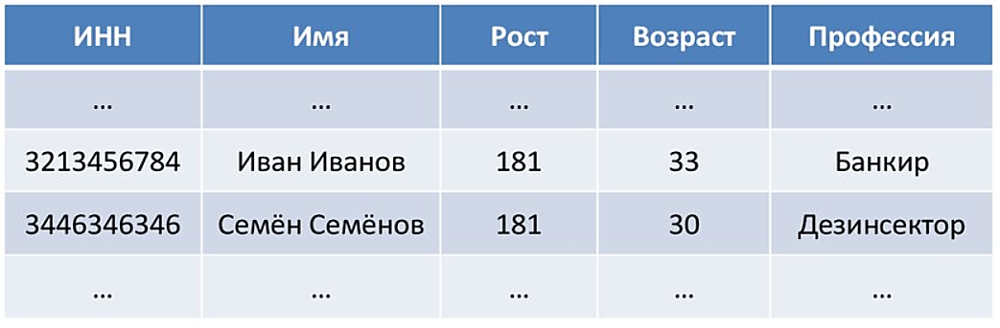 ИНН Имя Рост Возраст Профессия
... ... ... ... ...
3213456784 Иван Иванов 181 33 Банкир
3446346346 Семён Семёнов 181 30 Дезинсектор
... ... ... ... ...